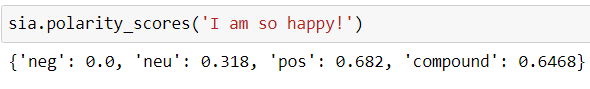 sia.polarity_scores('I am so happy!')
{'neg': 0.0, 'neu': 0.318, 'pos': 0.682, 'compound': 0.6468}